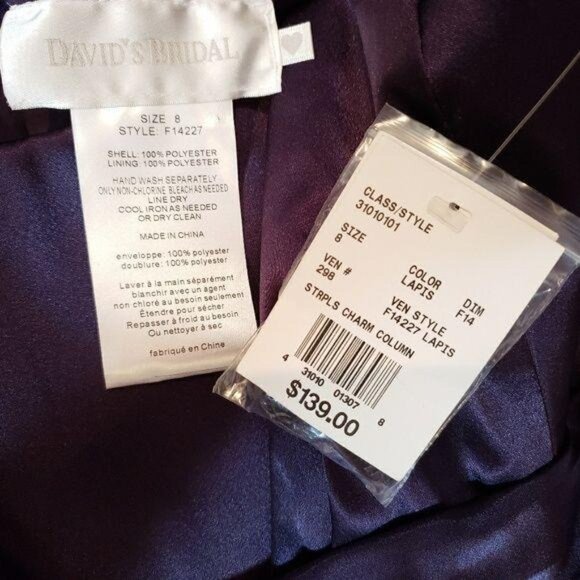 DAVID'S BRIDAL
SIZE 8
STYLE: F14227
SHELL: 100% POLYESTER
LINING: 100% POLYESTER
HAND WASH SEPARATELY
ONLY NON-CHLORINE BLEACH AS NEEDED
LINE DRY
COOL IRON AS NEEDED
OR DRY CLEAN
MADE IN CHINA
enveloppe: 100% polyester
doublure: 100% polyester
Laver à la main séparément
blanchir avec un agent
non chloré au besoin seulement
Étendre pour sécher
Repasser à froid au besoin
Ou nettoyer à sec
fabriqué en Chine
CLASS/STYLE
31010101
SIZE
8
COLOR
LAPIS
DIM
F14
VEN #
298
VEN STYLE
F14227 LAPIS
STRPLS CHARM COLUMN
4 31010 01307 8
$139.00